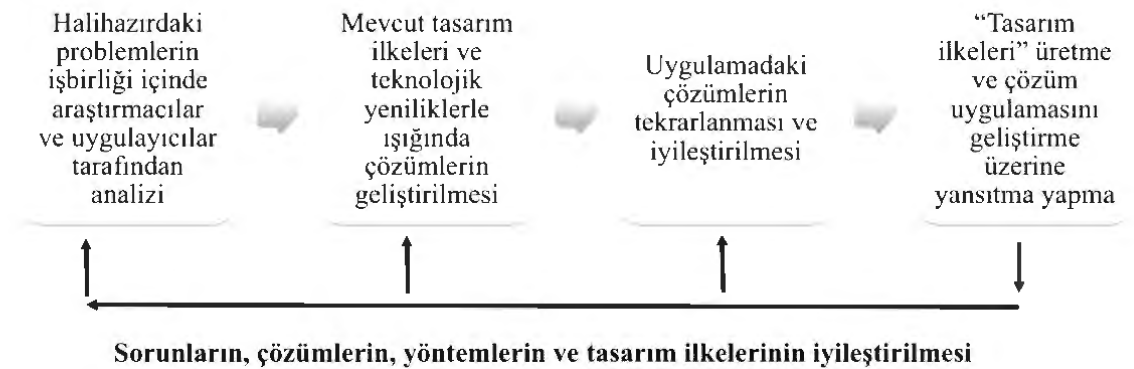 Halihazırdaki
problemlerin
işbirliği içinde
araştırmacılar
ve uygulayıcılar
tarafından
analizi
Mevcut tasarım
ilkeleri ve
teknolojik
yeniliklerle
ışığında
çözümlerin
geliştirilmesi
Uygulamadaki
çözümlerin
tekrarlanması ve
iyileştirilmesi
“Tasarım
ilkeleri” üretme
ve çözüm
uygulamasını
geliştirme
üzerine
yansıtma yapma
Sorunların, çözümlerin, yöntemlerin ve tasarım ilkelerinin iyileştirilmesi